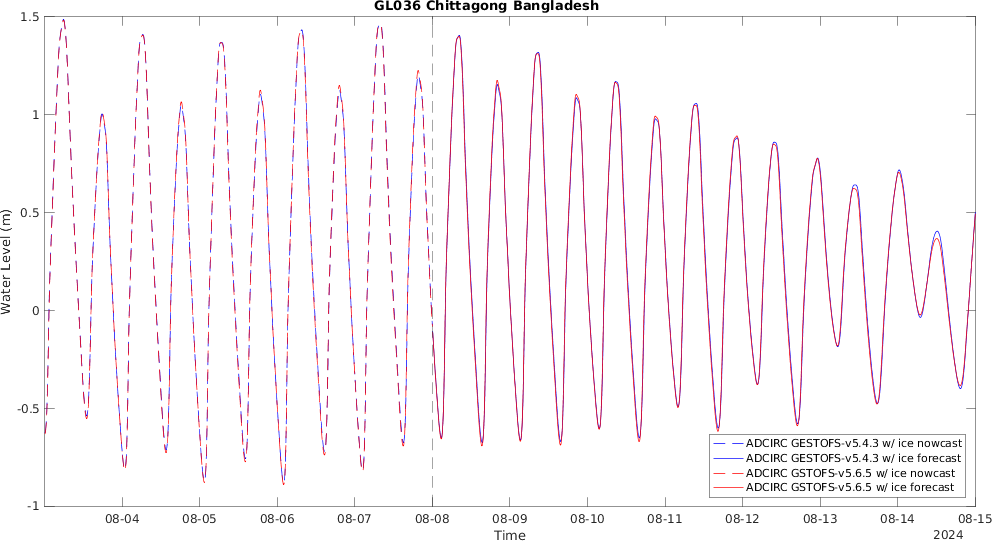 GL036 Chittagong Bangladesh
Water Level (m)
1.5
1
0.5
0
-0.5
-1
08-04 08-05 08-06 08-07 08-08 08-09 08-10 08-11 08-12 08-13 08-14 08-15
Time
2024
ADCIRC GESTOFS-v5.4.3 w/ ice nowcast
ADCIRC GESTOFS-v5.4.3 w/ ice forecast
ADCIRC GSTOFS-v5.6.5 w/ ice nowcast
ADCIRC GSTOFS-v5.6.5 w/ ice forecast